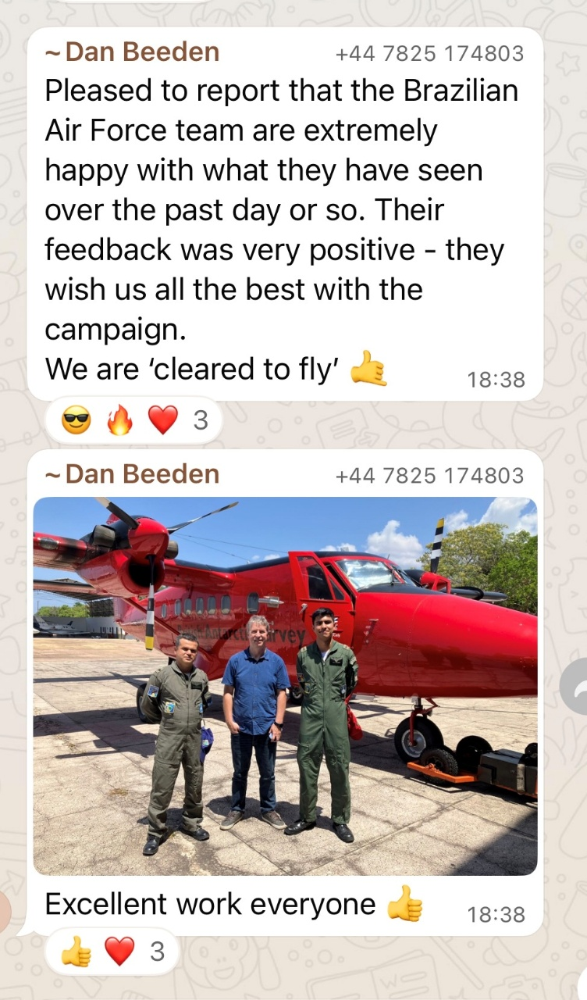 ~Dan Beeden +44 7825 174803
Pleased to report that the Brazilian
Air Force team are extremely
happy with what they have seen
over the past day or so. Their
feedback was very positive - they
wish us all the best with the
campaign.
We are ‘cleared to fly’ 🤙 18:38
😎 🔥 ❤️ 3
~Dan Beeden +44 7825 174803
British Antarctic Survey
Excellent work everyone 👍 18:38
👍 ❤️ 3